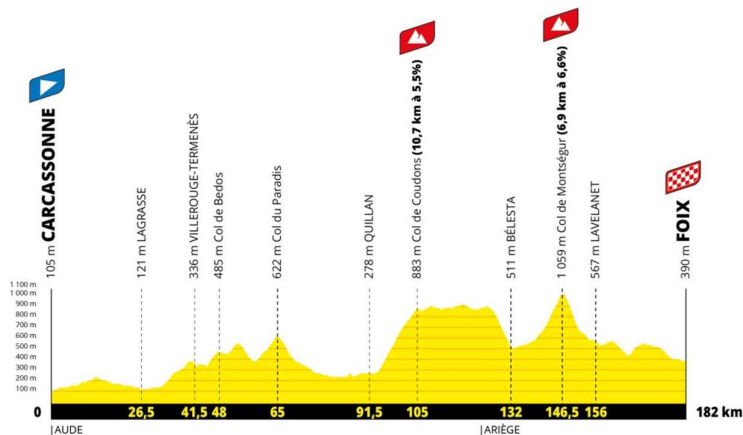 105 m CARCASSONNE
121 m LAGRASSE
336 m VILLEROUGE-TERMENÈS
485 m Col de Bedos
622 m Col du Paradis
278 m QUILLAN
883 m Col de Coudons (10,7 km à 5,5%)
511 m BÉLESTA
1 059 m Col de Montségur (6,9 km à 6,6%)
567 m LAVELANET
390 m FOIX
1 100 m
1 000 m
900 m
800 m
700 m
600 m
500 m
400 m
300 m
200 m
100 m
0 26,5 41,5 48 65 91,5 105 132 146,5 156 182 km
|AUDE |ARIÈGE